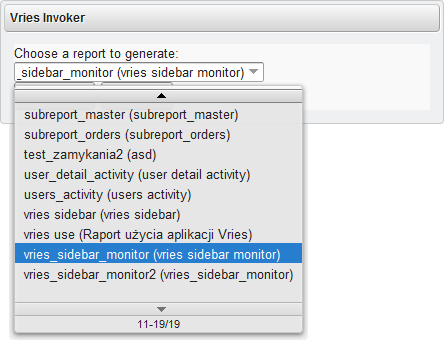 Vries Invoker
Choose a report to generate:
_sidebar_monitor (vries sidebar monitor)
subreport_master (subreport_master)
subreport_orders (subreport_orders)
test_zamykania2 (asd)
user_detail_activity (user detail activity)
users_activity (users activity)
vries sidebar (vries sidebar)
vries use (Raport użycia aplikacji Vries)
vries_sidebar_monitor (vries sidebar monitor)
vries_sidebar_monitor2 (vries_sidebar_monitor)
11-19/19